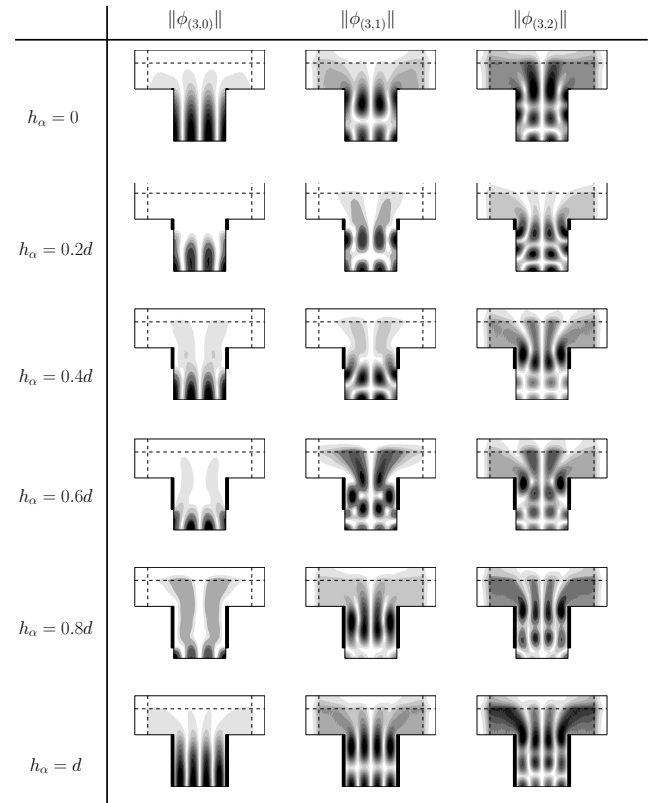 ‖ϕ(3,0)‖ ‖ϕ(3,1)‖ ‖ϕ(3,2)‖
hα = 0
hα = 0.2d
hα = 0.4d
hα = 0.6d
hα = 0.8d
hα = d